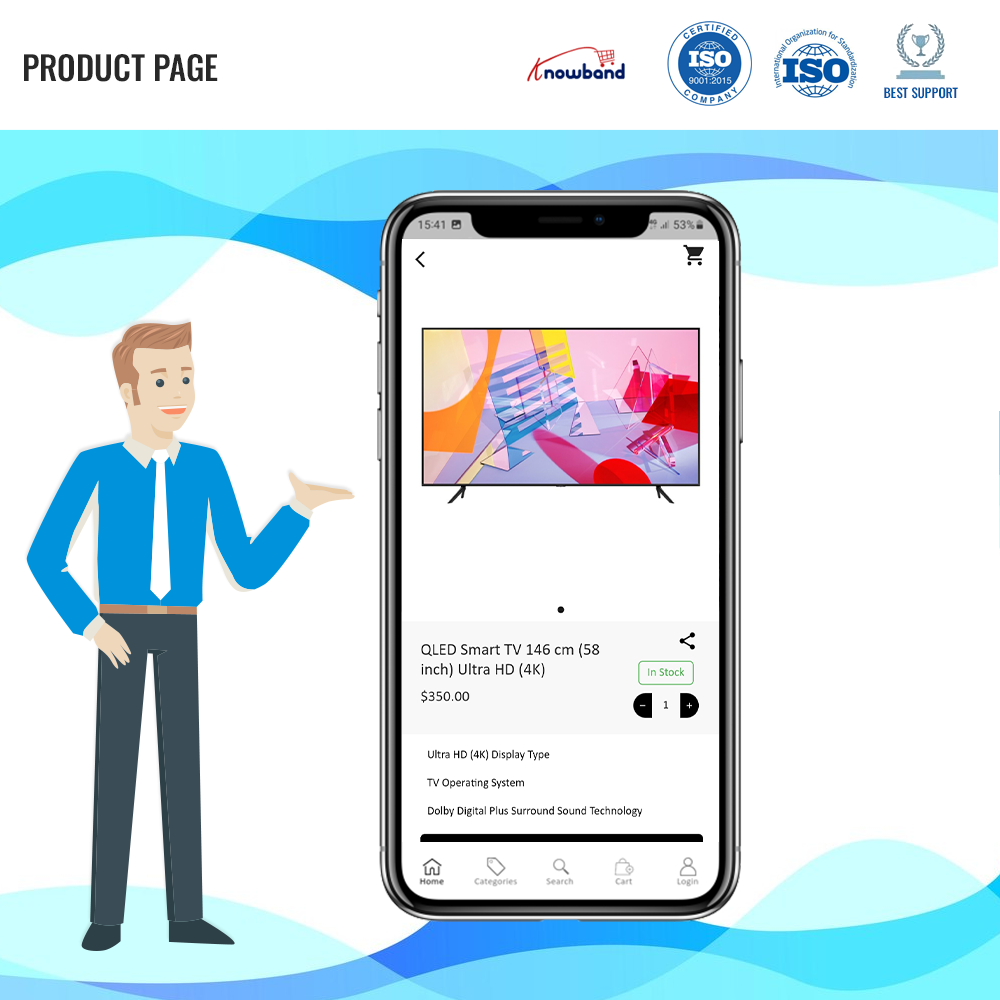 PRODUCT PAGE
Knowband
CERTIFIED
ISO
9001:2015
COMPANY
International Organization for Standardization
ISO
BEST SUPPORT
15:41
53%
QLED Smart TV 146 cm (58
inch) Ultra HD (4K)
In Stock
$350.00
- 1 +
Ultra HD (4K) Display Type
TV Operating System
Dolby Digital Plus Surround Sound Technology
Home Categories Search Cart Login